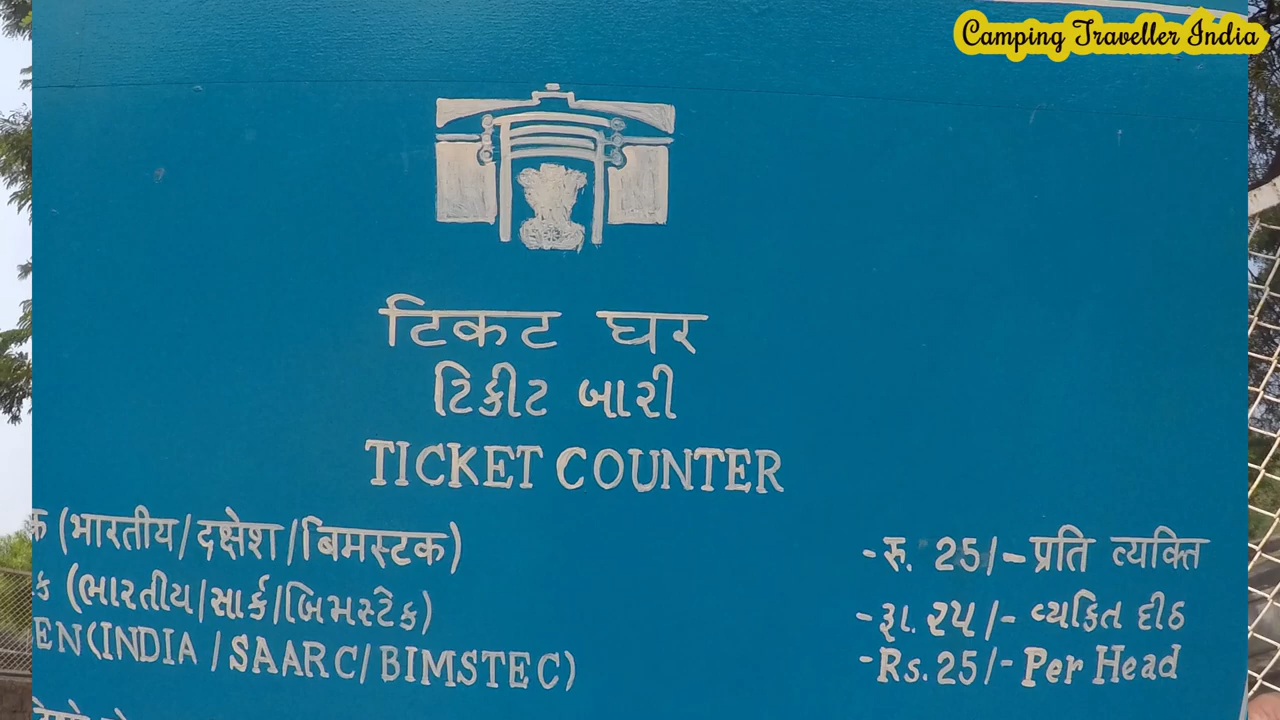 Camping Traveller India
टिकट घर
ટિકીટ બારી
TICKET COUNTER
क (भारतीय/दक्षेश/बिमस्टक) -रु. 25/-प्रति व्यक्ति
ક (ભારતીય/સાર્ક/બિમસ્ટેક) -રૂા. ૨૫/- વ્યકિત દીઠ
EN(INDIA/SAARC/BIMSTEC) -Rs.25/-Per Head